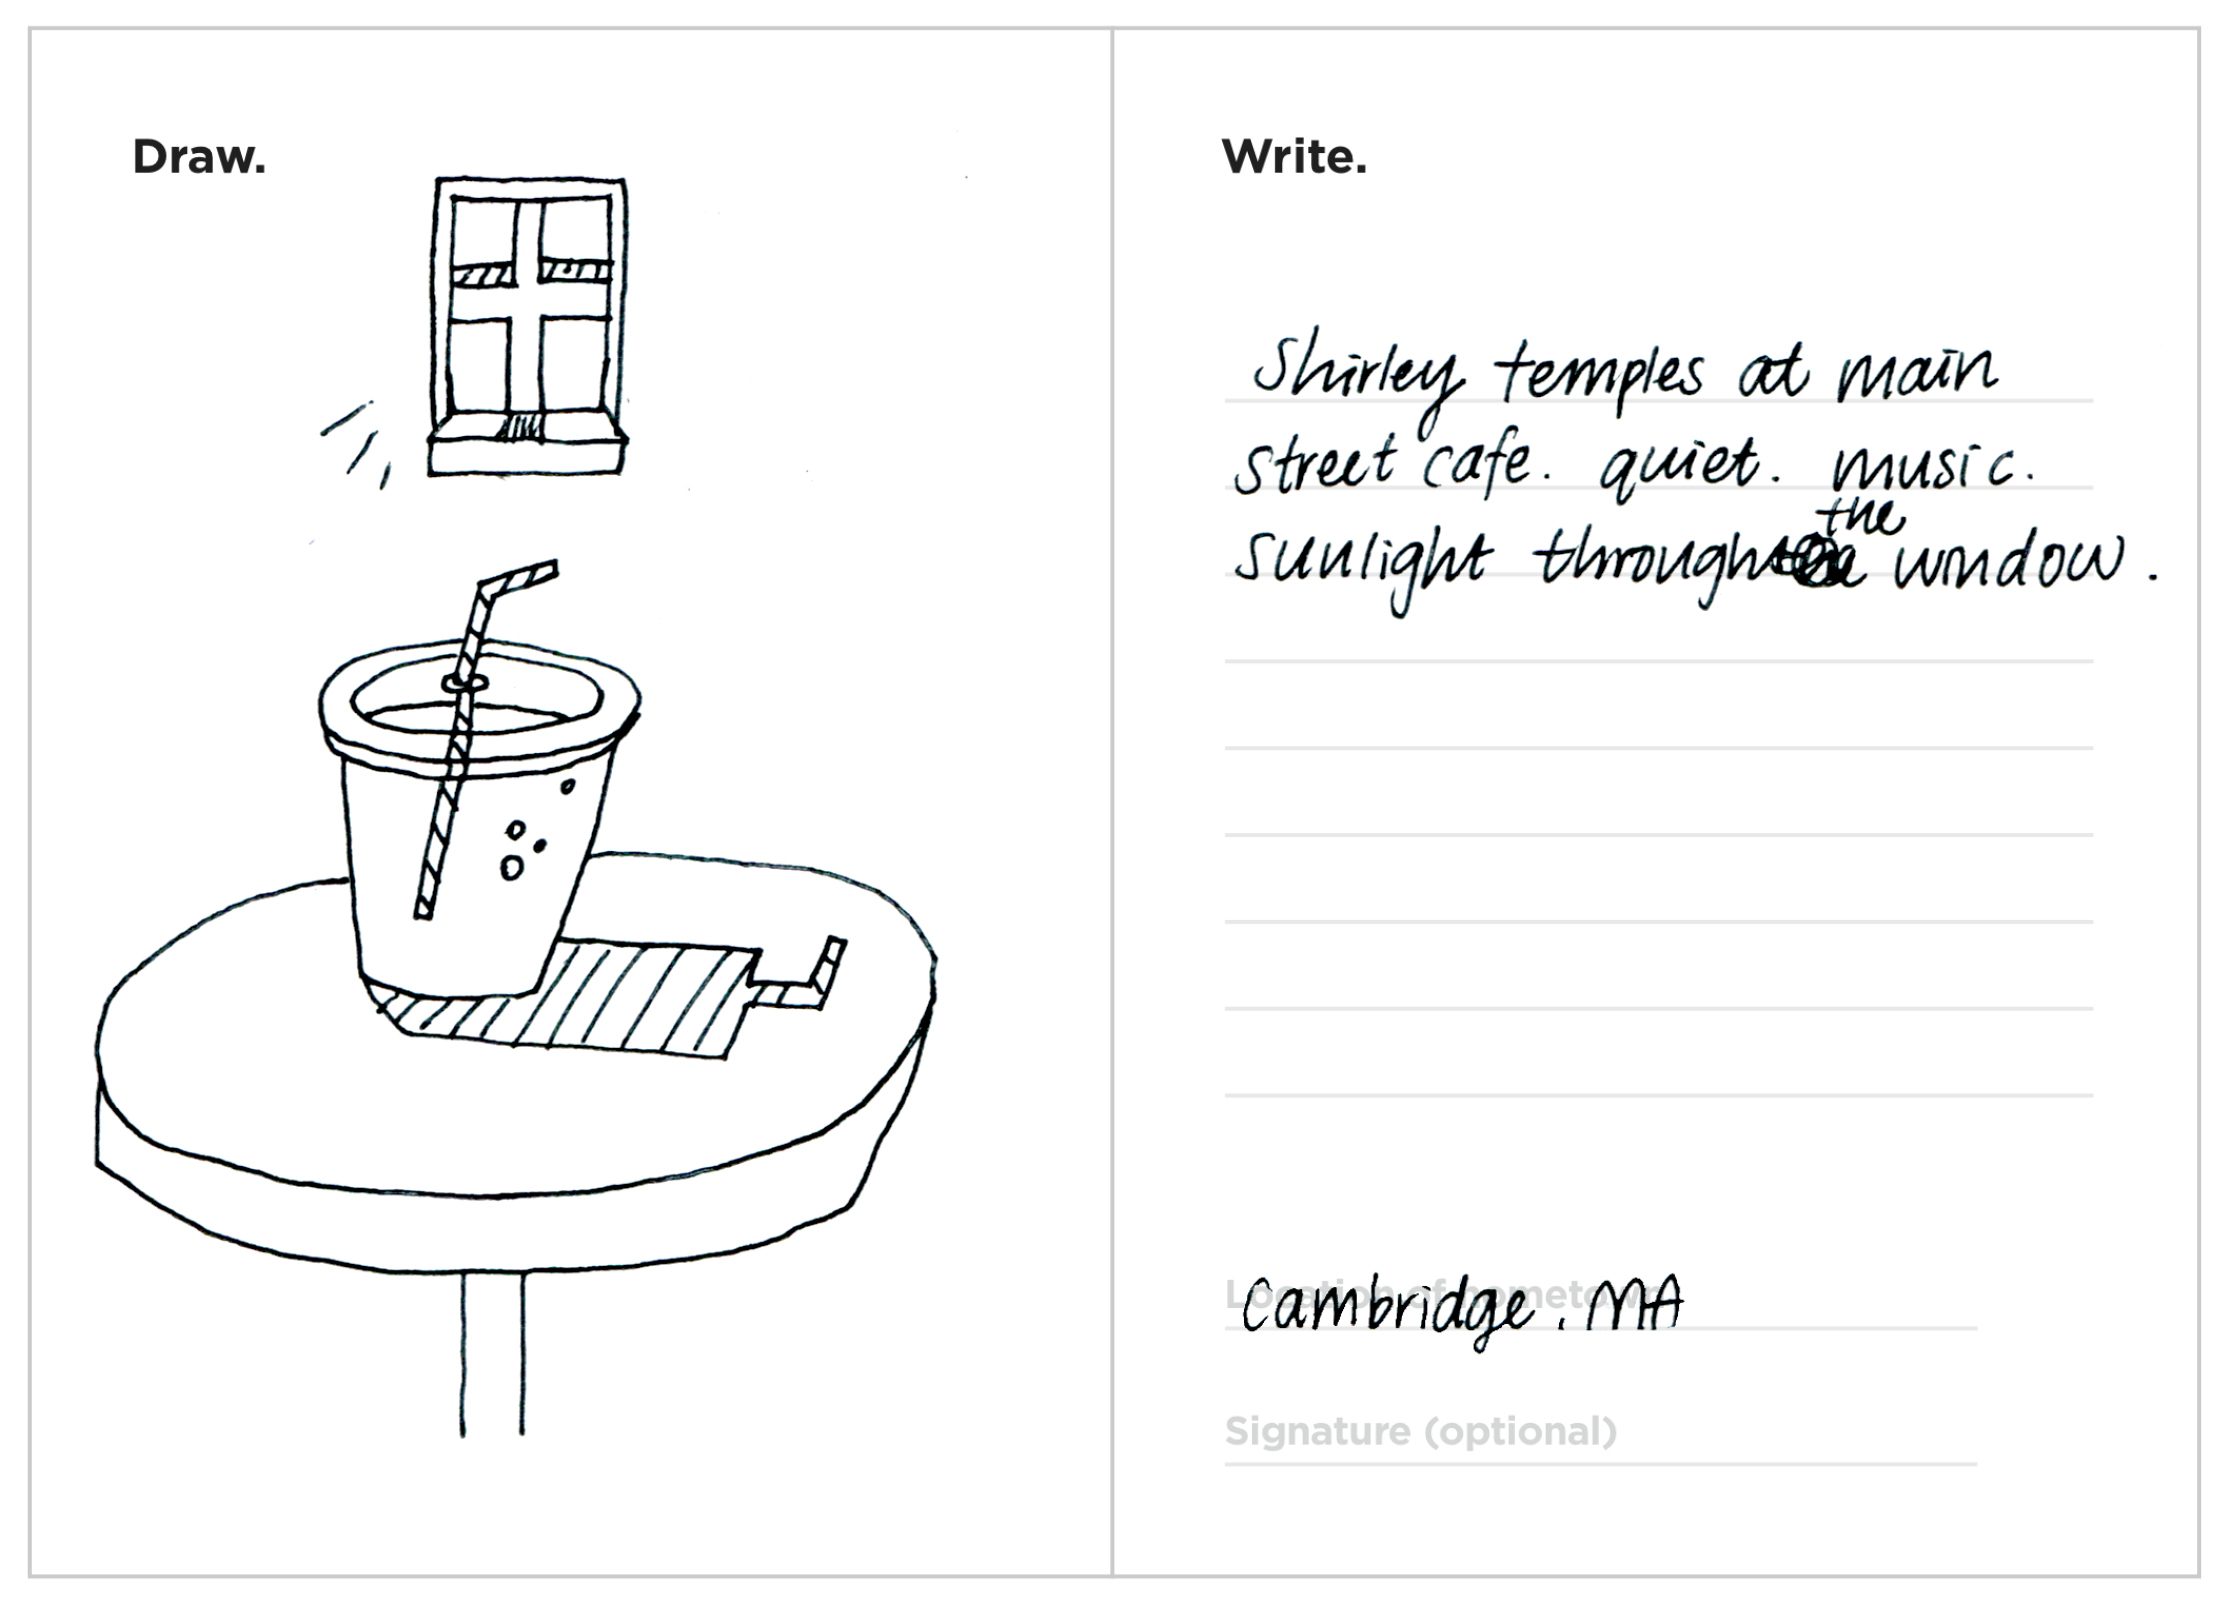 Draw.
Write.
Shirley temples at main
street cafe. quiet. music.
sunlight through the window.
Location of hometown
Cambridge, MA
Signature (optional)